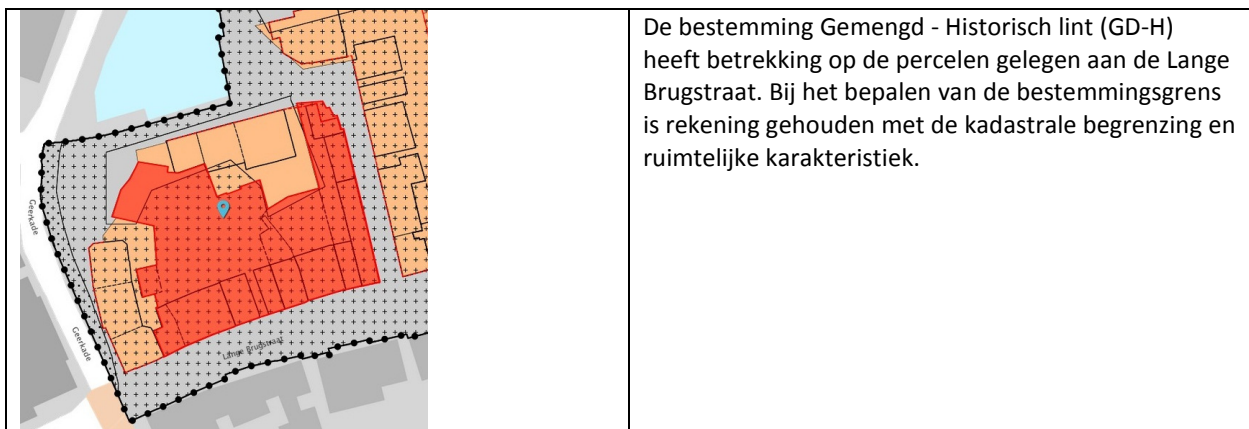 Geerkade
Geerkade
Lange Brugstraat
De bestemming Gemengd - Historisch lint (GD-H)
heeft betrekking op de percelen gelegen aan de Lange
Brugstraat. Bij het bepalen van de bestemmingsgrens
is rekening gehouden met de kadastrale begrenzing en
ruimtelijke karakteristiek.